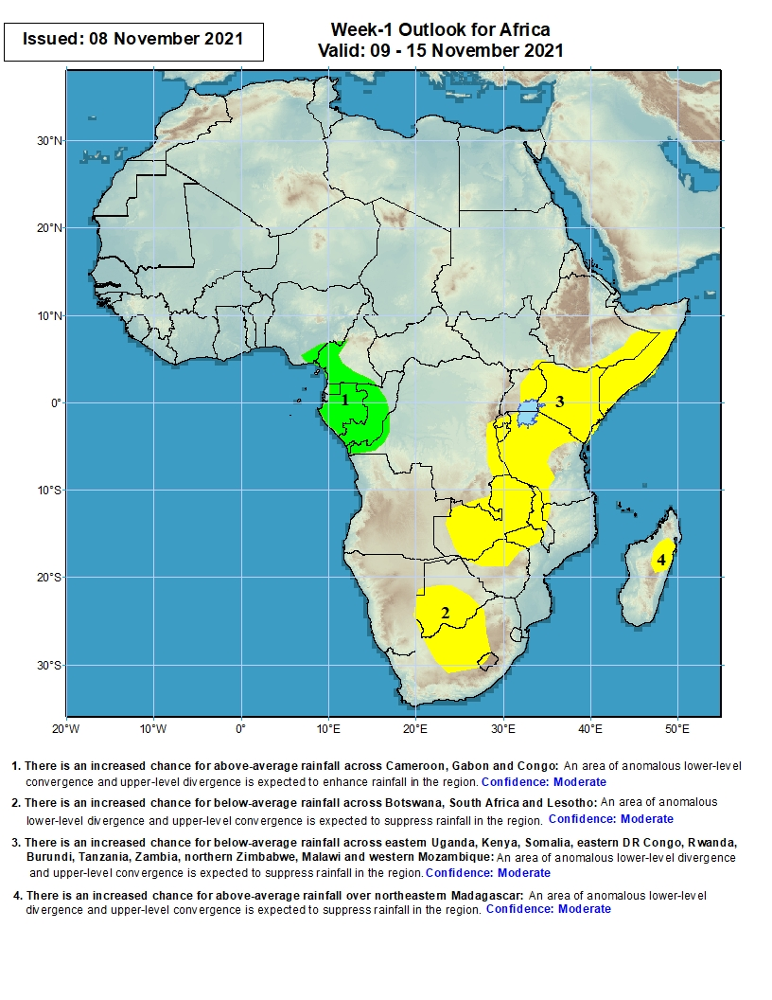 Issued: 08 November 2021
Week-1 Outlook for Africa
Valid: 09 - 15 November 2021
30°N
20°N
10°N
0°
10°S
20°S
30°S
1
3
4
2
20°W 10°W 0° 10°E 20°E 30°E 40°E 50°E
1. There is an increased chance for above-average rainfall across Cameroon, Gabon and Congo: An area of anomalous lower-level
convergence and upper-level divergence is expected to enhance rainfall in the region. Confidence: Moderate
2. There is an increased chance for below-average rainfall across Botswana, South Africa and Lesotho: An area of anomalous
lower-level divergence and upper-level convergence is expected to suppress rainfall in the region. Confidence: Moderate
3. There is an increased chance for below-average rainfall across eastern Uganda, Kenya, Somalia, eastern DR Congo, Rwanda,
Burundi, Tanzania, Zambia, northern Zimbabwe, Malawi and western Mozambique: An area of anomalous lower-level divergence
and upper-level convergence is expected to suppress rainfall in the region. Confidence: Moderate
4. There is an increased chance for above-average rainfall over northeastern Madagascar: An area of anomalous lower-level
divergence and upper-level convergence is expected to suppress rainfall in the region. Confidence: Moderate